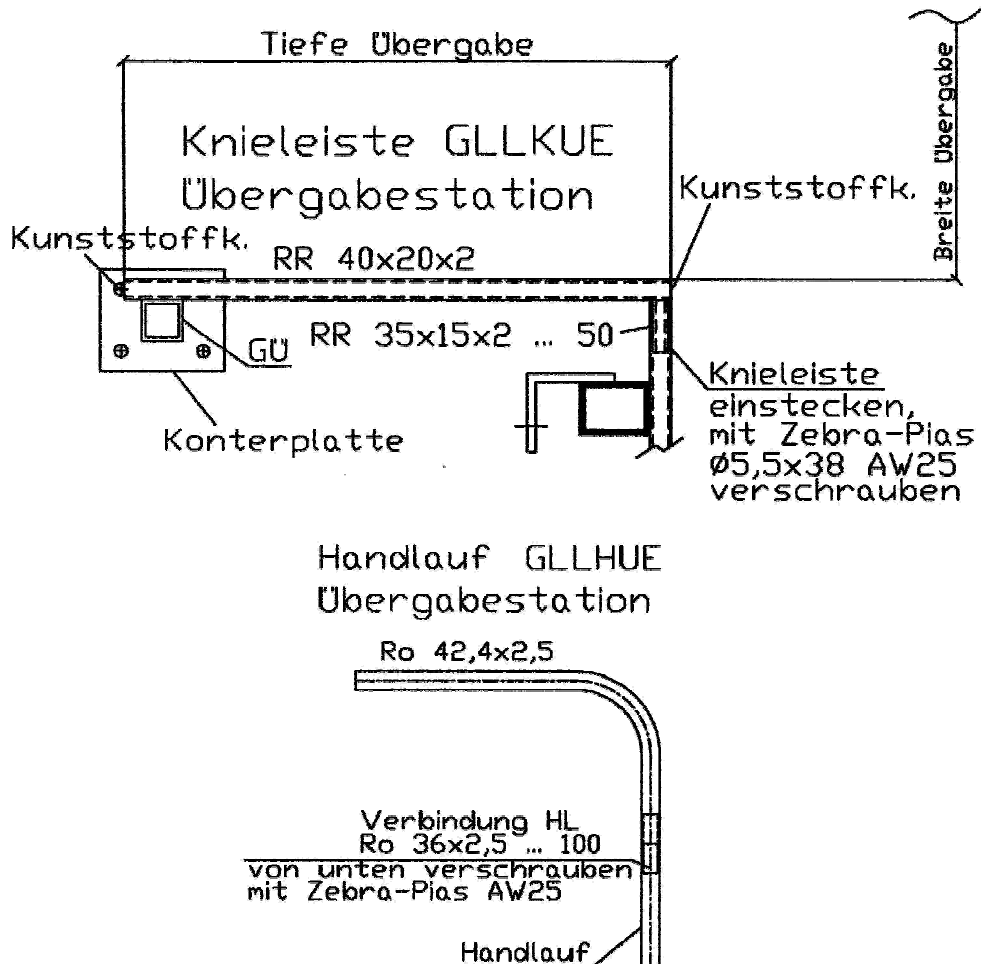 Tiefe Übergabe
Breite Übergabe
Knieleiste GLLKUE
Übergabestation
Kunststoffk.
Kunststoffk.
RR 40x20x2
RR 35x15x2 ... 50
GÜ
Konterplatte
Knieleiste
einstecken,
mit Zebra-Pias
Ø5,5x38 AW25
verschrauben
Handlauf GLLHUE
Übergabestation
Ro 42,4x2,5
Verbindung HL
Ro 36x2,5 ... 100
von unten verschrauben
mit Zebra-Pias AW25
Handlauf